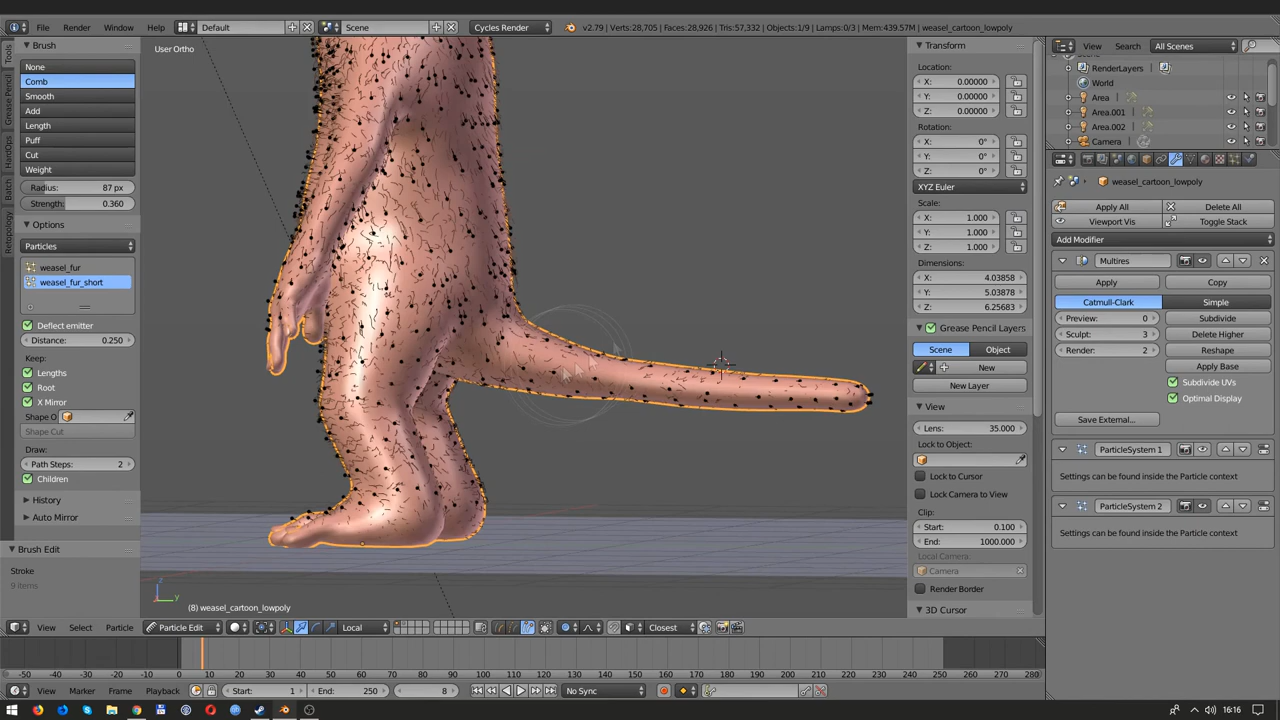 File Render Window Help Default Scene Cycles Render v2.79 | Verts:28,705 | Faces:28,926 | Tris:57,332 | Objects:1/9 | Lamps:0/3 | Mem:439.57M | weasel_cartoon_lowpoly
Brush
None
Comb
Smooth
Add
Length
Puff
Cut
Weight
Radius: 87 px
Strength: 0.360
Options
Particles
weasel_fur
weasel_fur_short
Deflect emitter
Distance: 0.250
Keep:
Lengths
Root
X Mirror
Shape O
Shape Cut
Draw:
Path Steps: 2
Children
History
Auto Mirror
Brush Edit
Stroke
9 items
Tools
Grease Pencil
HardOps
Batch
Retopology
User Ortho
(8) weasel_cartoon_lowpoly
z
y
Transform
Location:
X: 0.00000
Y: 0.00000
Z: 0.00000
Rotation:
X: 0°
Y: 0°
Z: 0°
XYZ Euler
Scale:
X: 1.000
Y: 1.000
Z: 1.000
Dimensions:
X: 4.03858
Y: 5.03878
Z: 6.25683
Grease Pencil Layers
Scene Object
New
New Layer
View
Lens: 35.000
Lock to Object:
Lock to Cursor
Lock Camera to View
Clip:
Start: 0.100
End: 1000.000
Local Camera:
Camera
Render Border
3D Cursor
View Search All Scenes
RenderLayers
World
Area
Area.001
Area.002
Camera
weasel_cartoon_lowpoly
Apply All Delete All
Viewport Vis Toggle Stack
Add Modifier
Multires
Apply Copy
Catmull-Clark Simple
Preview: 0 Subdivide
Sculpt: 3 Delete Higher
Render: 2 Reshape
Apply Base
Subdivide UVs
Optimal Display
Save External...
ParticleSystem 1
Settings can be found inside the Particle context
ParticleSystem 2
Settings can be found inside the Particle context
View Select Particle Particle Edit Local Closest
-50 -40 -30 -20 -10 0 10 20 30 40 50 60 70 80 90 100 110 120 130 140 150 160 170 180 190 200 210 220 230 240 250 260 270 280
View Marker Frame Playback Start: 1 End: 250 8 No Sync
16:16